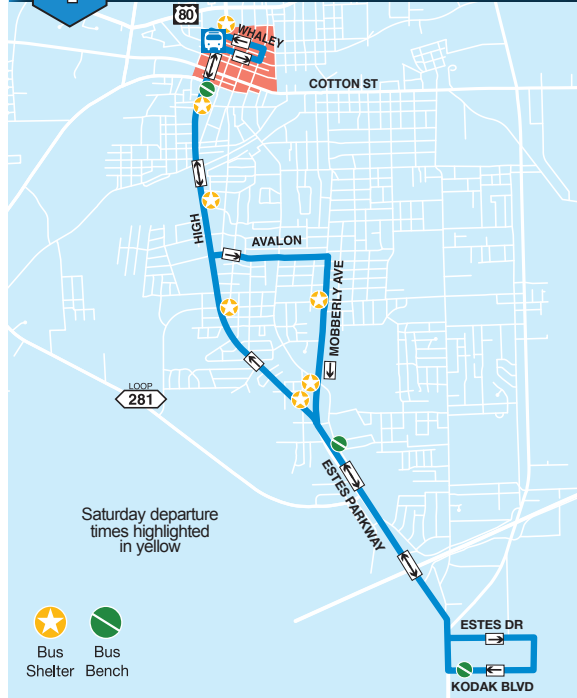 80
WHALEY
COTTON ST
HIGH
AVALON
MOBBERLY AVE
LOOP
281
ESTES PARKWAY
Saturday departure
times highlighted
in yellow
ESTES DR
KODAK BLVD
Bus
Shelter
Bus
Bench